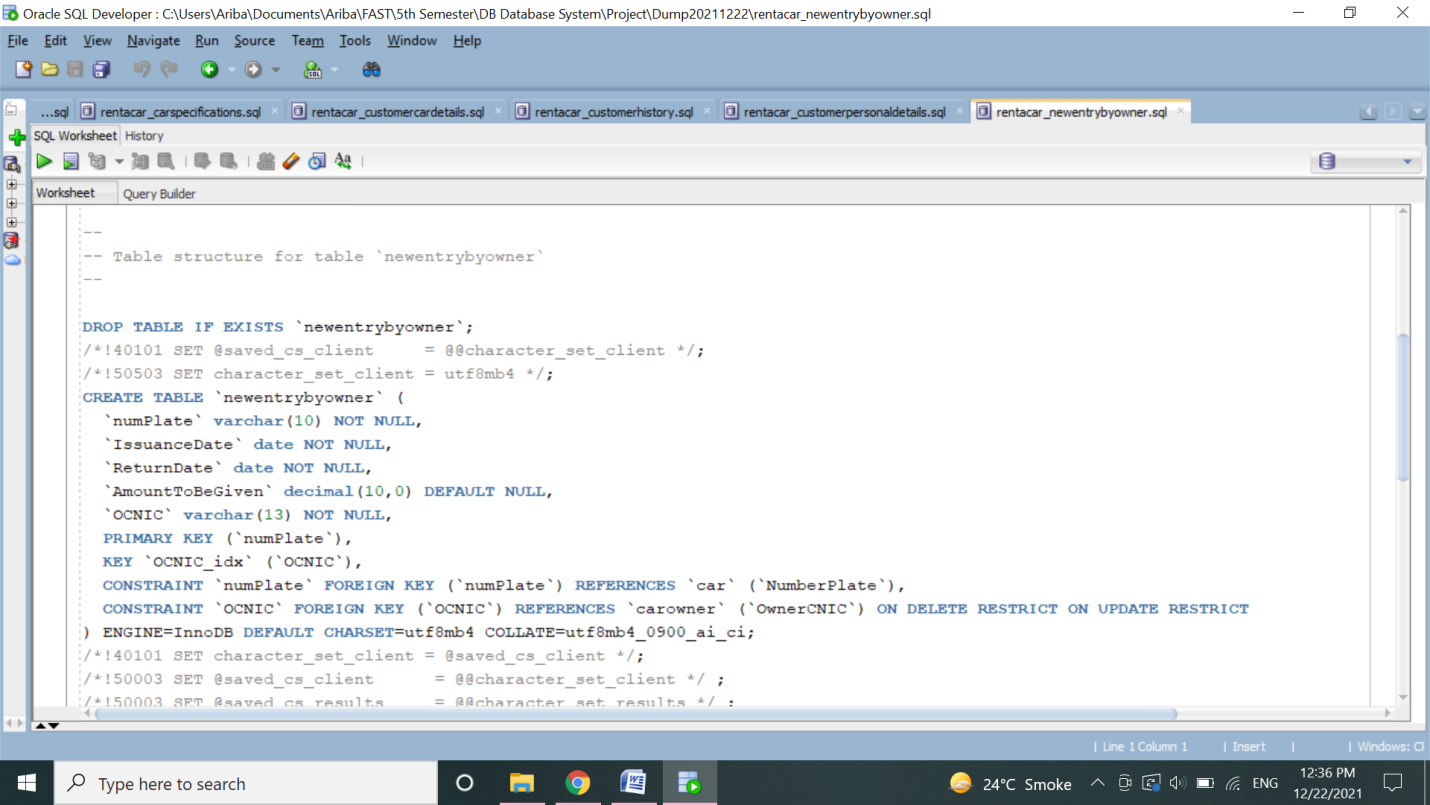 Oracle SQL Developer : C:\Users\Ariba\Documents\Ariba\FAST\5th Semester\DB Database System\Project\Dump20211222\rentacar_newentrybyowner.sql
File Edit View Navigate Run Source Team Tools Window Help
...sql rentacar_carspecifications.sql rentacar_customercardetails.sql rentacar_customerhistory.sql rentacar_customerpersonaldetails.sql rentacar_newentrybyowner.sql
SQL Worksheet History
Worksheet Query Builder
--
-- Table structure for table `newentrybyowner`
--
DROP TABLE IF EXISTS `newentrybyowner`;
/*!40101 SET @saved_cs_client     = @@character_set_client */;
/*!50503 SET character_set_client = utf8mb4 */;
CREATE TABLE `newentrybyowner` (
`numPlate` varchar(10) NOT NULL,
`IssuanceDate` date NOT NULL,
`ReturnDate` date NOT NULL,
`AmountToBeGiven` decimal(10,0) DEFAULT NULL,
`OCNIC` varchar(13) NOT NULL,
PRIMARY KEY (`numPlate`),
KEY `OCNIC_idx` (`OCNIC`),
CONSTRAINT `numPlate` FOREIGN KEY (`numPlate`) REFERENCES `car` (`NumberPlate`),
CONSTRAINT `OCNIC` FOREIGN KEY (`OCNIC`) REFERENCES `carowner` (`OwnerCNIC`) ON DELETE RESTRICT ON UPDATE RESTRICT
) ENGINE=InnoDB DEFAULT CHARSET=utf8mb4 COLLATE=utf8mb4_0900_ai_ci;
/*!40101 SET character_set_client = @saved_cs_client */;
/*!50003 SET @saved_cs_client      = @@character_set_client */ ;
/*!50003 SET @saved_cs_results     = @@character_set_results */ ;
| Line 1 Column 1 | Insert | | Windows: CF
Type here to search
24°C Smoke ENG 12:36 PM
12/22/2021